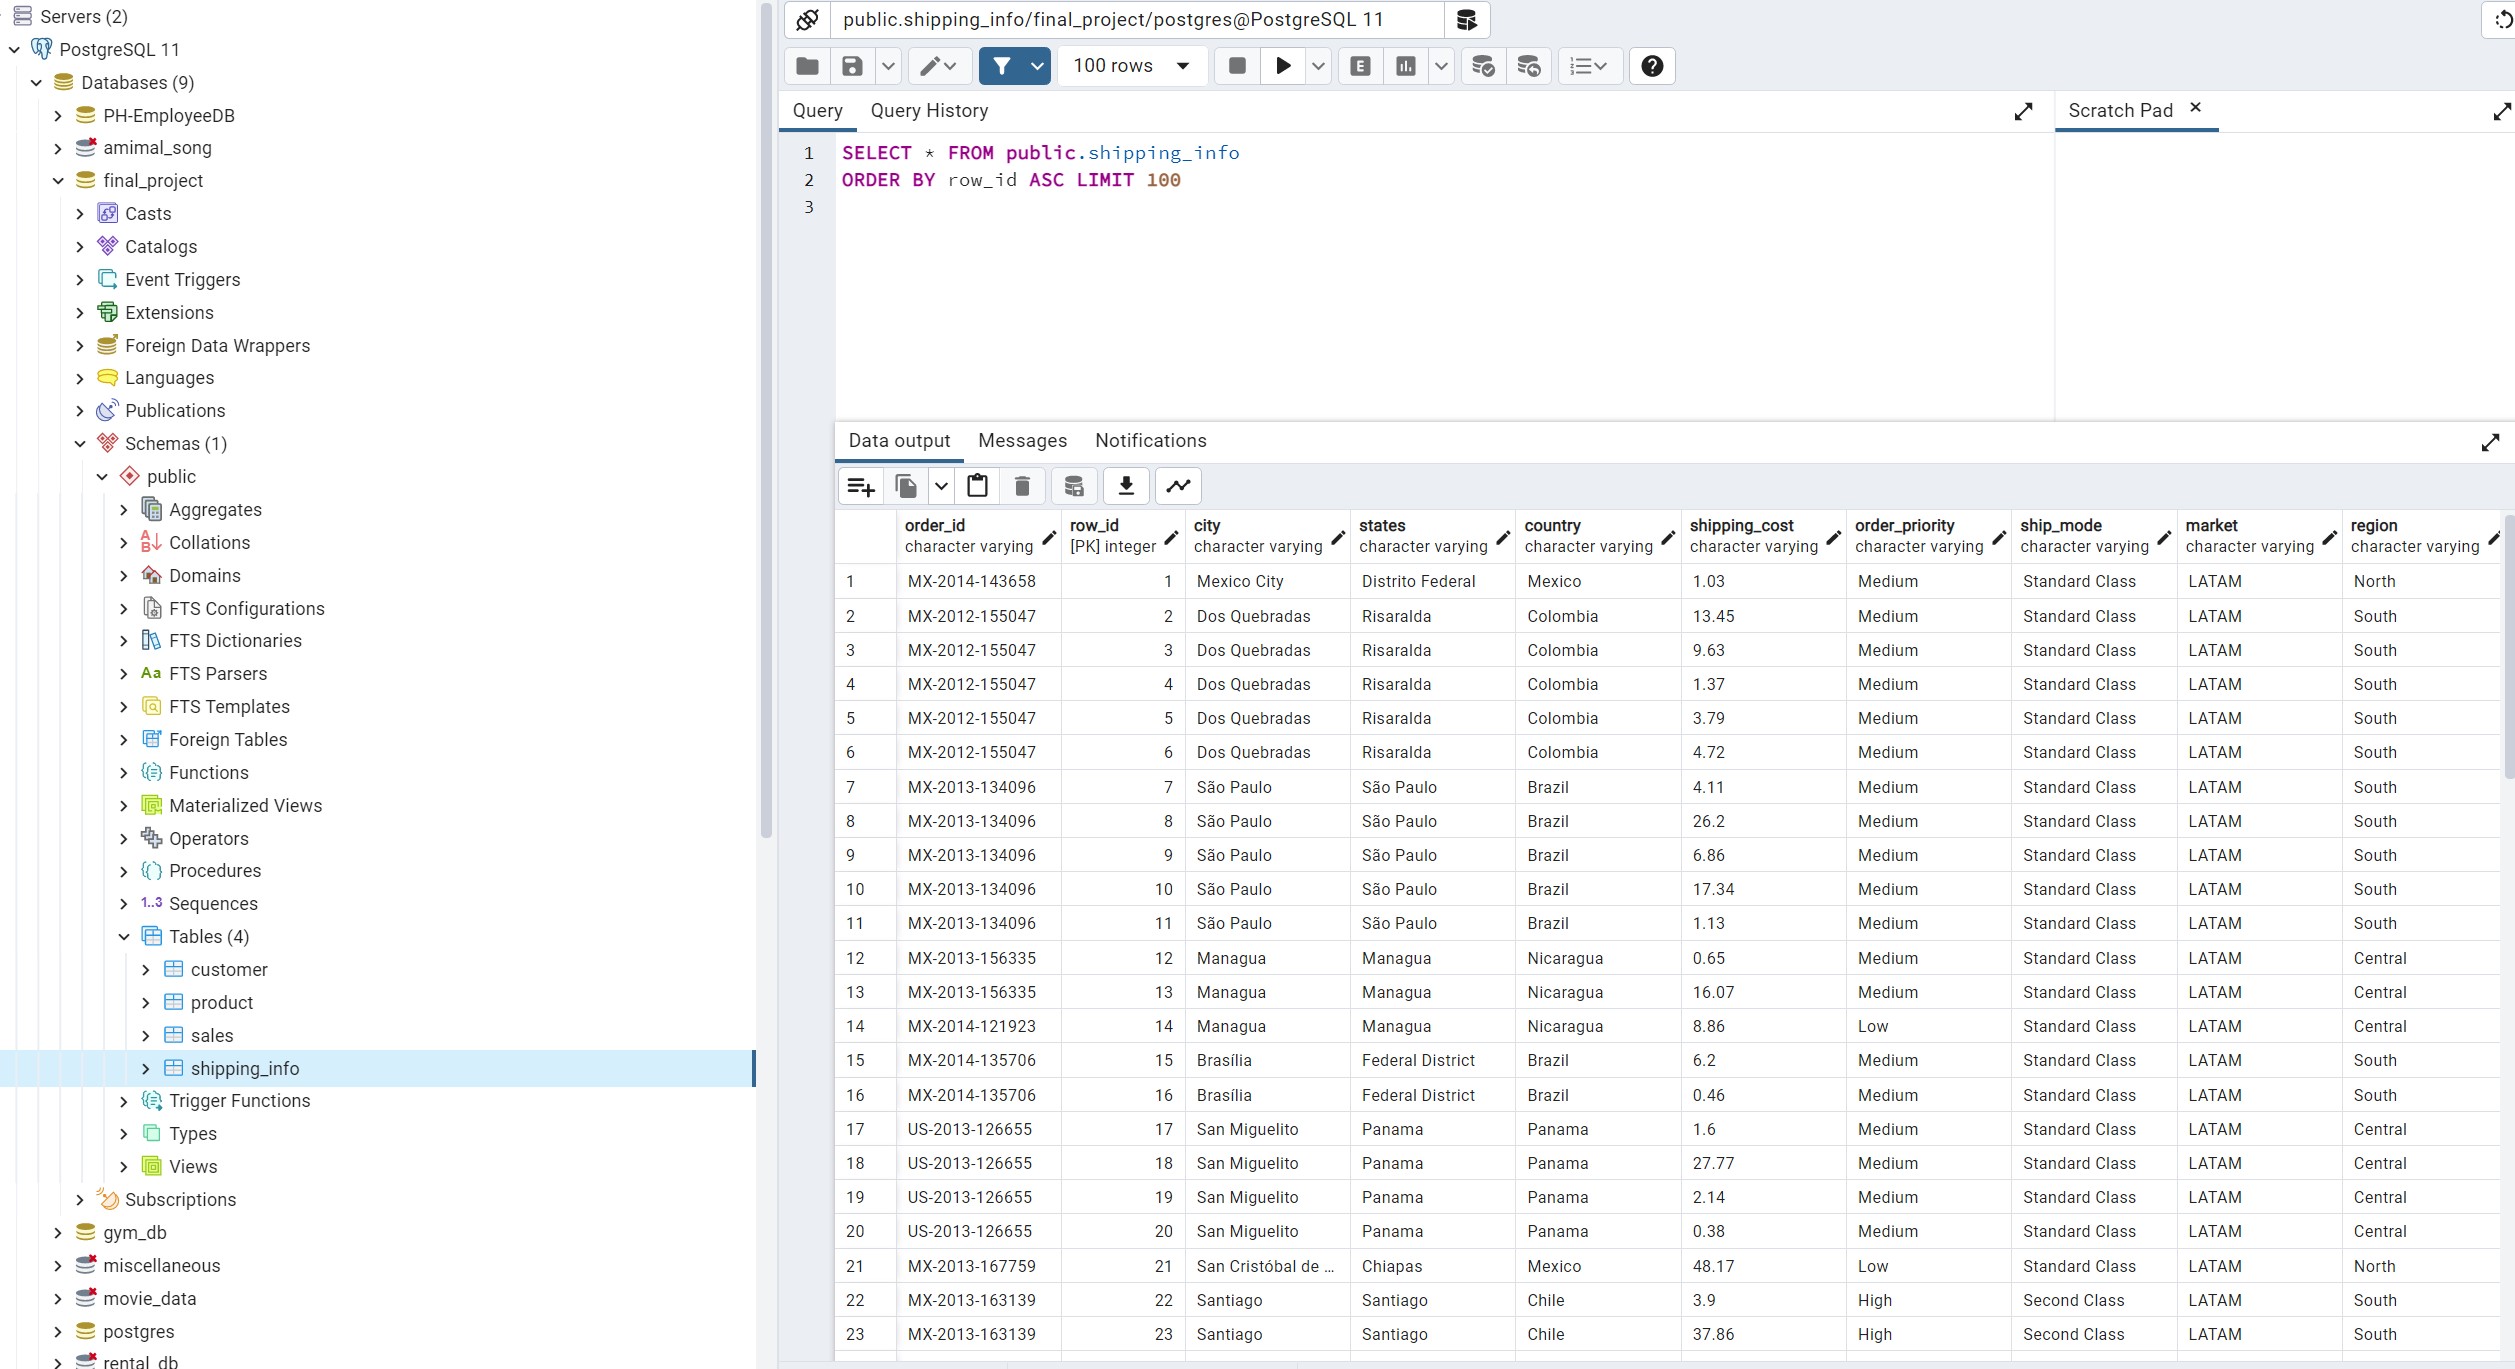 Servers (2)
PostgreSQL 11
Databases (9)
PH-EmployeeDB
amimal_song
final_project
Casts
Catalogs
Event Triggers
Extensions
Foreign Data Wrappers
Languages
Publications
Schemas (1)
public
Aggregates
Collations
Domains
FTS Configurations
FTS Dictionaries
Aa FTS Parsers
FTS Templates
Foreign Tables
Functions
Materialized Views
Operators
Procedures
1..3 Sequences
Tables (4)
customer
product
sales
shipping_info
Trigger Functions
Types
Views
Subscriptions
gym_db
miscellaneous
movie_data
postgres
rental_db
public.shipping_info/final_project/postgres@PostgreSQL 11
100 rows
Query Query History
Scratch Pad
1 SELECT * FROM public.shipping_info
2 ORDER BY row_id ASC LIMIT 100
3
Data output Messages Notifications
order_id row_id city states country shipping_cost order_priority ship_mode market region
character varying [PK] integer character varying character varying character varying character varying character varying character varying character varying character varying
1 MX-2014-143658 1 Mexico City Distrito Federal Mexico 1.03 Medium Standard Class LATAM North
2 MX-2012-155047 2 Dos Quebradas Risaralda Colombia 13.45 Medium Standard Class LATAM South
3 MX-2012-155047 3 Dos Quebradas Risaralda Colombia 9.63 Medium Standard Class LATAM South
4 MX-2012-155047 4 Dos Quebradas Risaralda Colombia 1.37 Medium Standard Class LATAM South
5 MX-2012-155047 5 Dos Quebradas Risaralda Colombia 3.79 Medium Standard Class LATAM South
6 MX-2012-155047 6 Dos Quebradas Risaralda Colombia 4.72 Medium Standard Class LATAM South
7 MX-2013-134096 7 São Paulo São Paulo Brazil 4.11 Medium Standard Class LATAM South
8 MX-2013-134096 8 São Paulo São Paulo Brazil 26.2 Medium Standard Class LATAM South
9 MX-2013-134096 9 São Paulo São Paulo Brazil 6.86 Medium Standard Class LATAM South
10 MX-2013-134096 10 São Paulo São Paulo Brazil 17.34 Medium Standard Class LATAM South
11 MX-2013-134096 11 São Paulo São Paulo Brazil 1.13 Medium Standard Class LATAM South
12 MX-2013-156335 12 Managua Managua Nicaragua 0.65 Medium Standard Class LATAM Central
13 MX-2013-156335 13 Managua Managua Nicaragua 16.07 Medium Standard Class LATAM Central
14 MX-2014-121923 14 Managua Managua Nicaragua 8.86 Low Standard Class LATAM Central
15 MX-2014-135706 15 Brasília Federal District Brazil 6.2 Medium Standard Class LATAM South
16 MX-2014-135706 16 Brasília Federal District Brazil 0.46 Medium Standard Class LATAM South
17 US-2013-126655 17 San Miguelito Panama Panama 1.6 Medium Standard Class LATAM Central
18 US-2013-126655 18 San Miguelito Panama Panama 27.77 Medium Standard Class LATAM Central
19 US-2013-126655 19 San Miguelito Panama Panama 2.14 Medium Standard Class LATAM Central
20 US-2013-126655 20 San Miguelito Panama Panama 0.38 Medium Standard Class LATAM Central
21 MX-2013-167759 21 San Cristóbal de ... Chiapas Mexico 48.17 Low Standard Class LATAM North
22 MX-2013-163139 22 Santiago Santiago Chile 3.9 High Second Class LATAM South
23 MX-2013-163139 23 Santiago Santiago Chile 37.86 High Second Class LATAM South